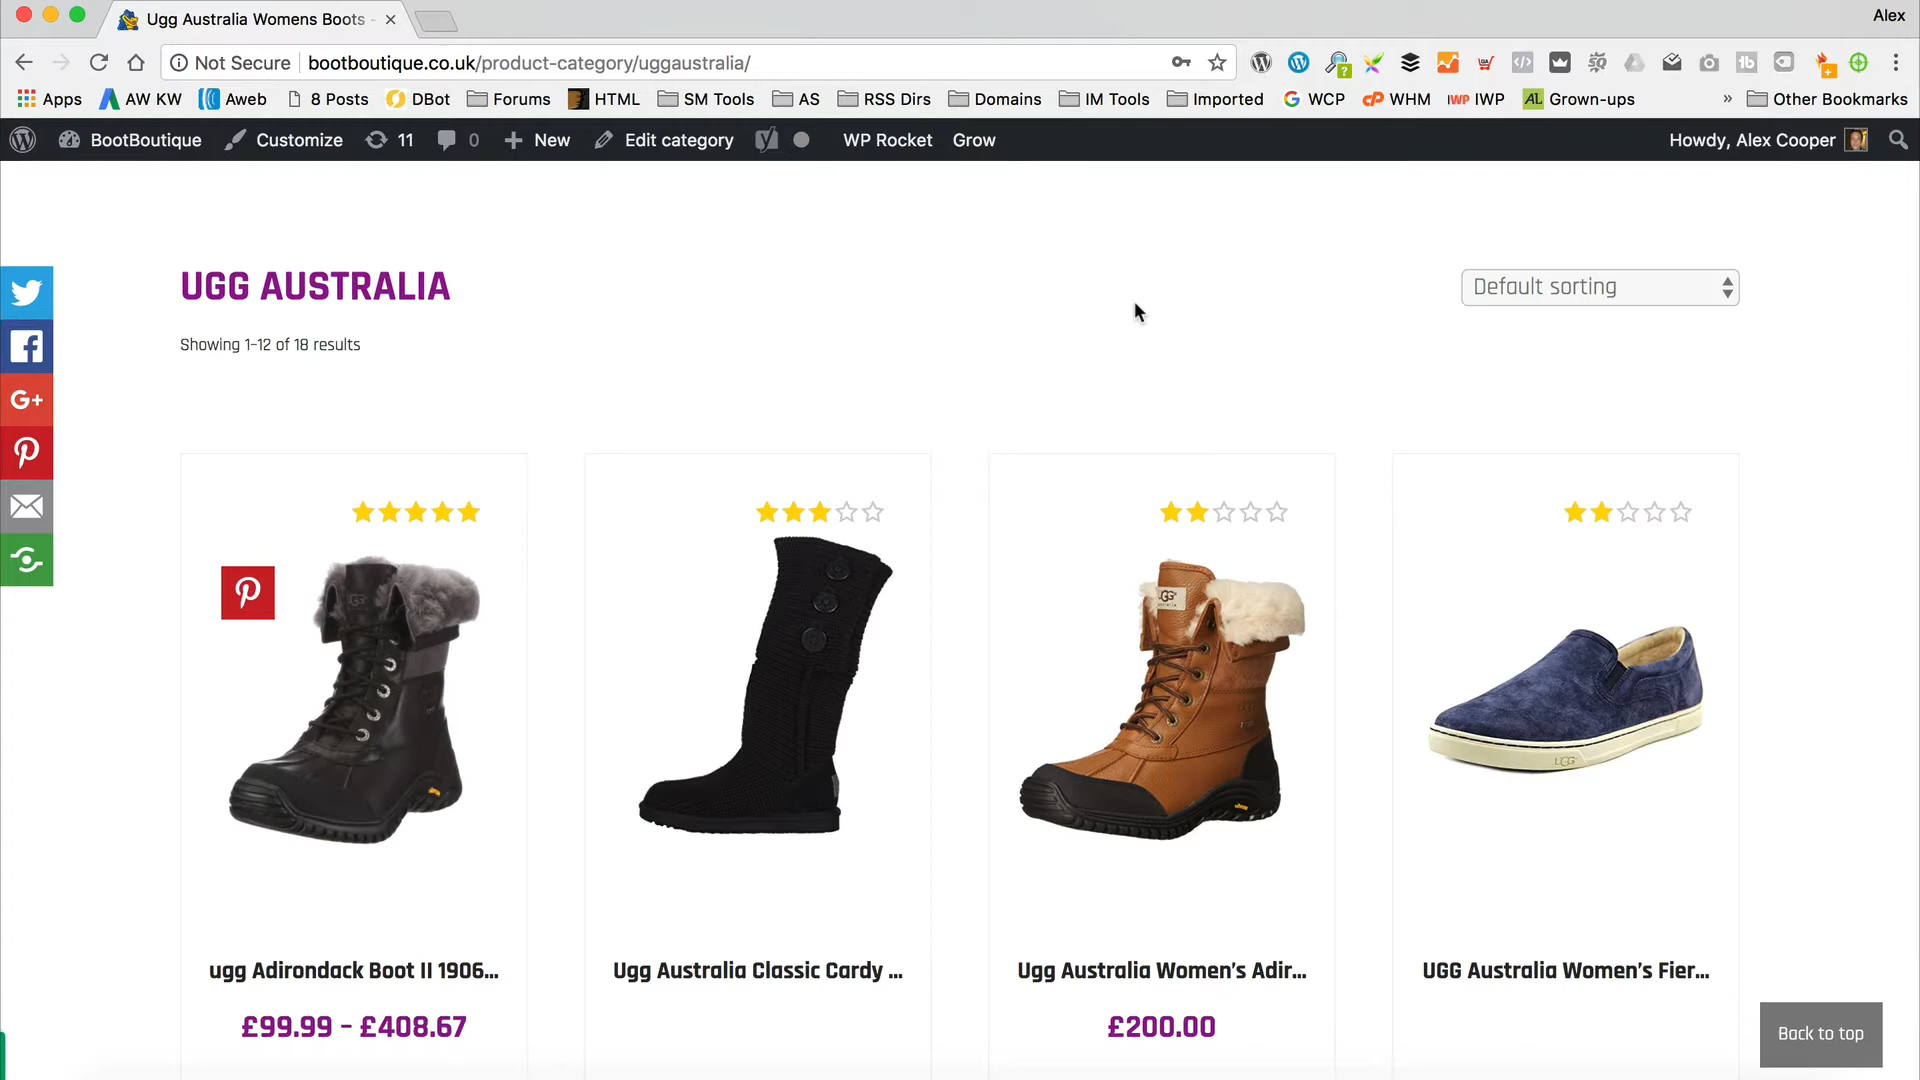 Ugg Australia Womens Boots -
Alex
Not Secure bootboutique.co.uk/product-category/uggaustralia/
Apps AW KW Aweb 8 Posts DBot Forums HTML SM Tools AS RSS Dirs Domains IM Tools Imported WCP WHM IWP Grown-ups » Other Bookmarks
BootBoutique Customize 11 0 New Edit category WP Rocket Grow Howdy, Alex Cooper
UGG AUSTRALIA
Default sorting
Showing 1–12 of 18 results
ugg Adirondack Boot II 1906...
Ugg Australia Classic Cardy ...
Ugg Australia Women's Adir...
UGG Australia Women's Fier...
£99.99 – £408.67
£200.00
Back to top